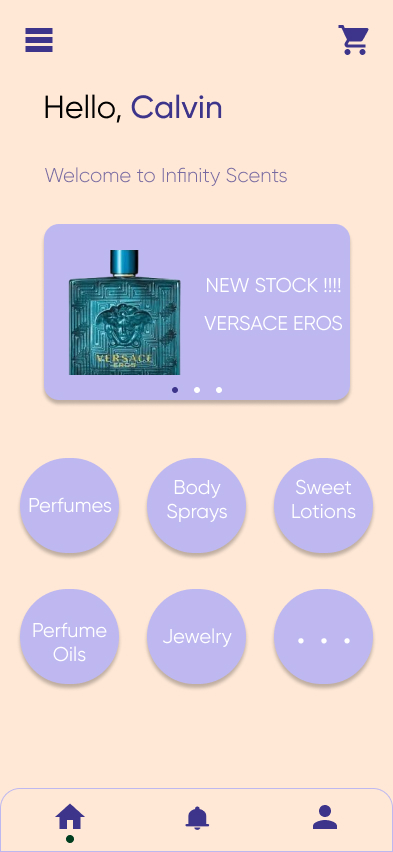 Hello, Calvin
Welcome to Infinity Scents
NEW STOCK !!!!
VERSACE EROS
VERSACE
EROS
Perfumes
Body
Sprays
Sweet
Lotions
Perfume
Oils
Jewelry
. . .